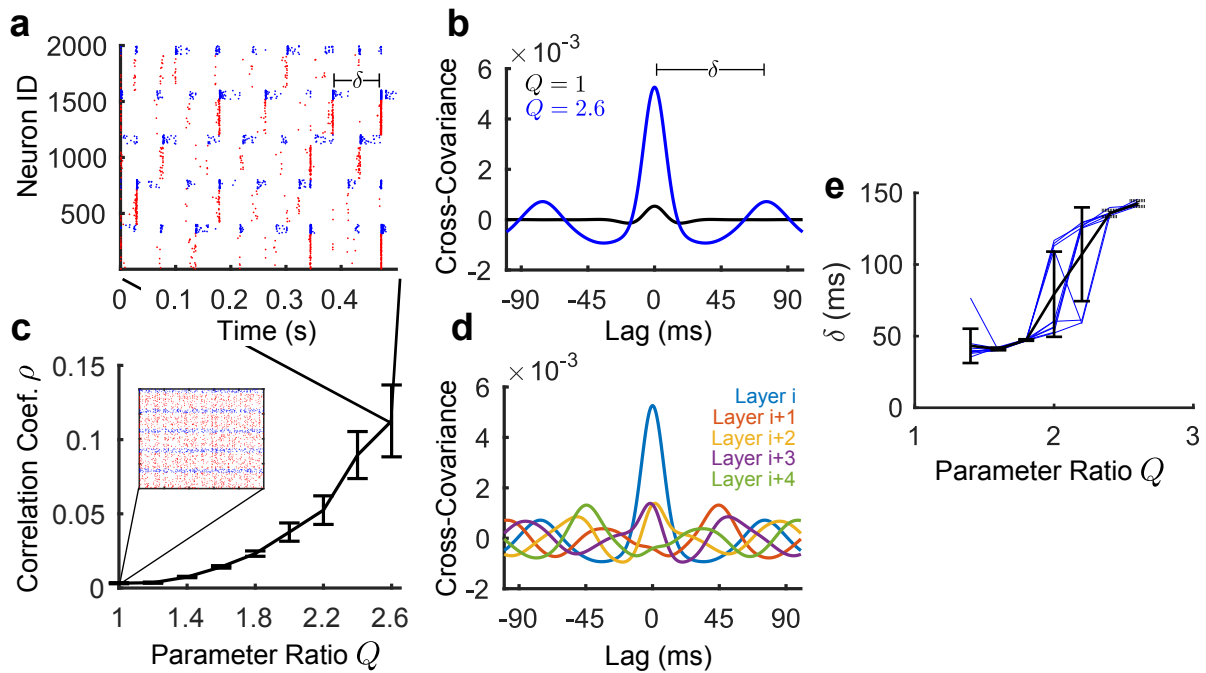 a
2000
1500
1000
500
Neuron ID
δ
0
0.1
0.2
0.3
0.4
Time (s)
b
× 10⁻³
6
4
2
0
-2
Cross-Covariance
Q = 1
Q = 2.6
δ
-90
-45
0
45
90
Lag (ms)
c
0.15
0.1
0.05
0
Correlation Coef. ρ
1
1.4
1.8
2.2
2.6
Parameter Ratio Q
d
× 10⁻³
6
4
2
0
-2
Cross-Covariance
Layer i
Layer i+1
Layer i+2
Layer i+3
Layer i+4
-90
-45
0
45
90
Lag (ms)
e
150
100
50
0
δ (ms)
1
2
3
Parameter Ratio Q